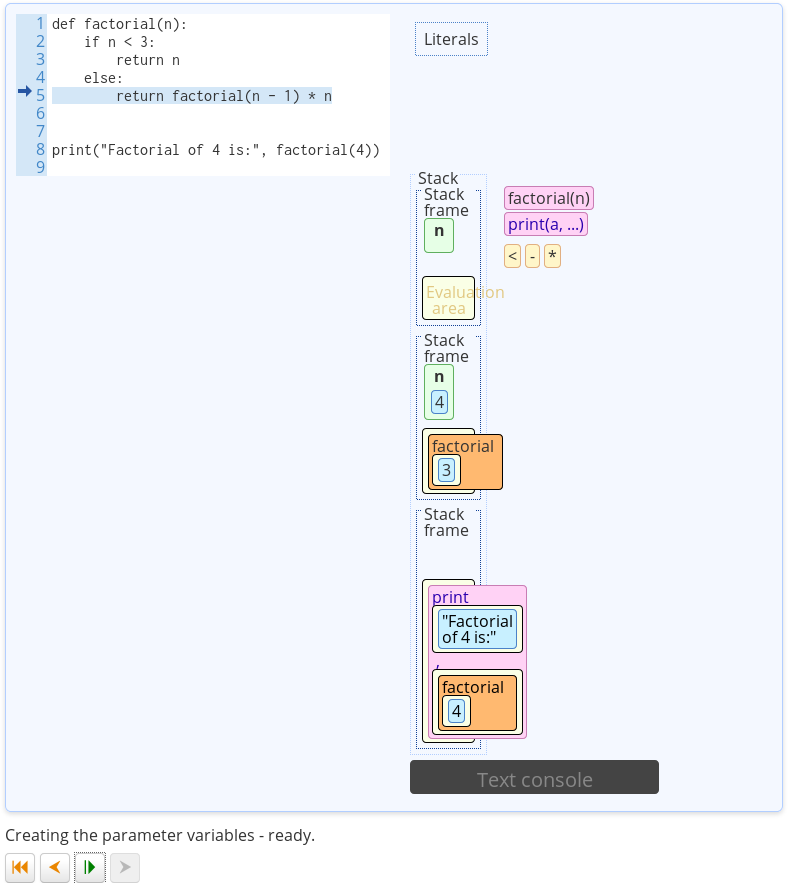 1 def factorial(n):
2     if n < 3:
3         return n
4     else:
5         return factorial(n - 1) * n
6
7
8 print("Factorial of 4 is:", factorial(4))
9
Literals
Stack
Stack
frame
n
Evaluation
area
factorial(n)
print(a, ...)
< - *
Stack
frame
n
4
factorial
3
Stack
frame
print
"Factorial
of 4 is:"
,
factorial
4
Text console
Creating the parameter variables - ready.